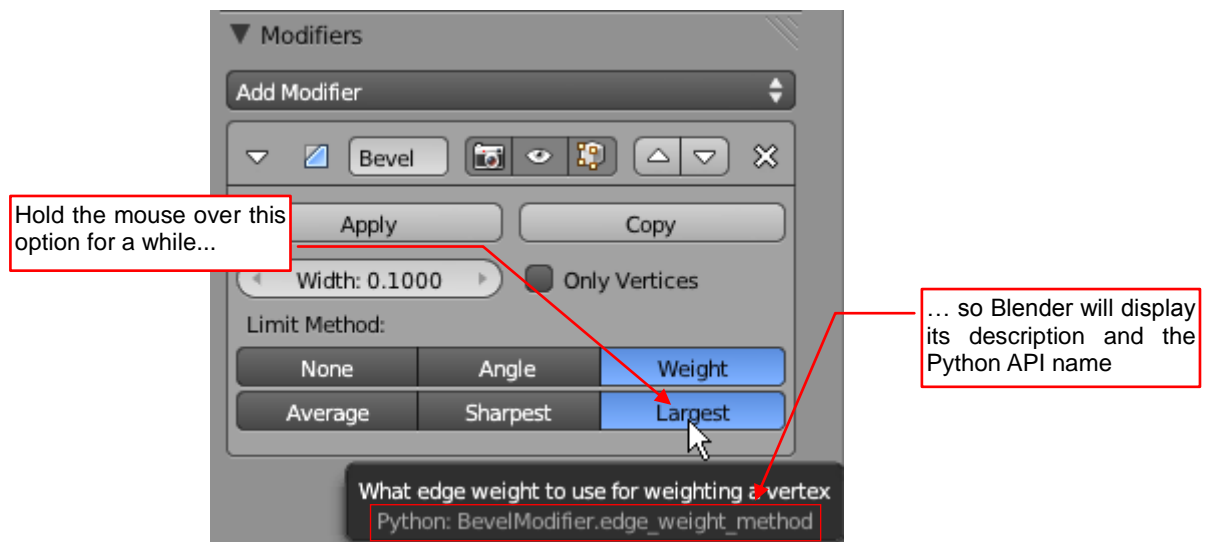 Modifiers
Add Modifier
Bevel
Hold the mouse over this
option for a while...
Apply
Copy
Width: 0.1000
Only Vertices
Limit Method:
None
Angle
Weight
Average
Sharpest
Largest
… so Blender will display
its description and the
Python API name
What edge weight to use for weighting a vertex
Python: BevelModifier.edge_weight_method